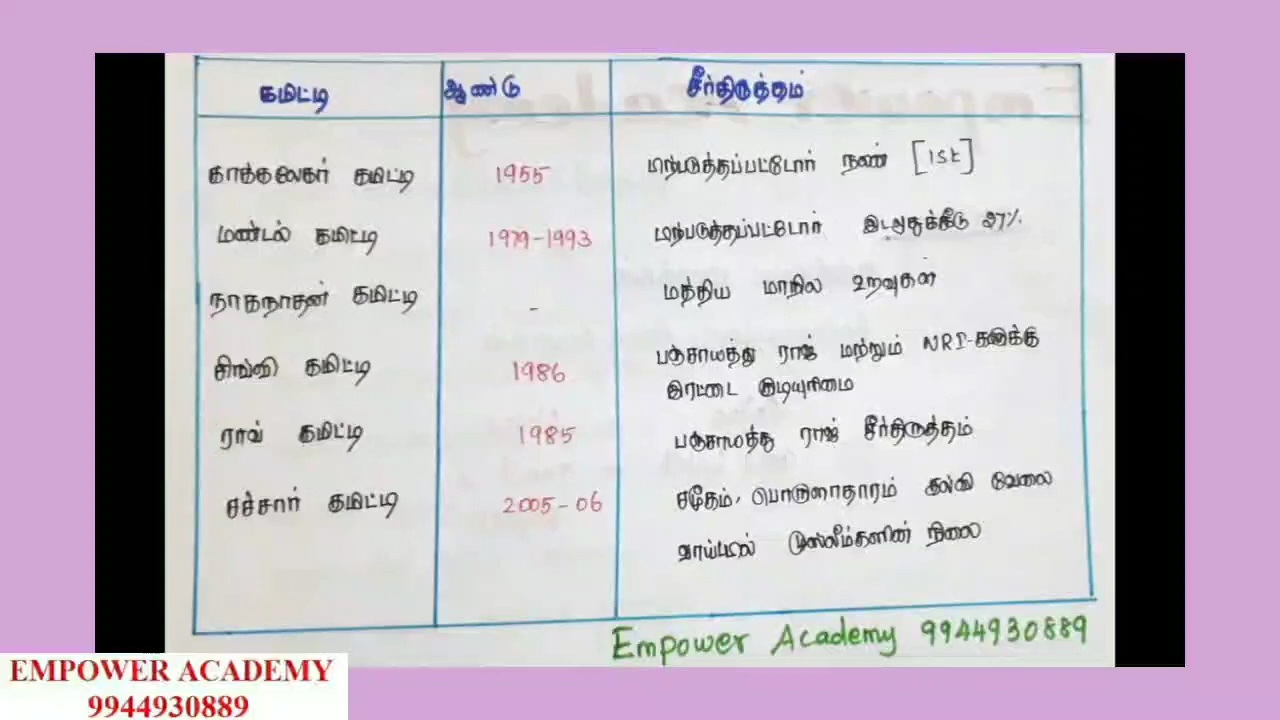 கமிட்டி ஆண்டு சீர்திருத்தம்
காக்கலேகர் கமிட்டி 1955 பிற்படுத்தப்பட்டோர் நலன் [1st]
மண்டல் கமிட்டி 1979-1993 பிற்படுத்தப்பட்டோர் இடஒதுக்கீடு 27%
நாகநாதன் கமிட்டி - மத்திய மாநில உறவுகள்
சிங்வி கமிட்டி 1986 பஞ்சாயத்து ராஜ் மற்றும் NRI-களுக்கு
இரட்டை குடியுரிமை
ராவ் கமிட்டி 1985 பஞ்சாயத்து ராஜ் சீர்திருத்தம்
சச்சார் கமிட்டி 2005-06 சமூகம், பொருளாதாரம் கல்வி வேலை
வாய்ப்பில் முஸ்லீம்களின் நிலை
Empower Academy 9944930889
EMPOWER ACADEMY
9944930889